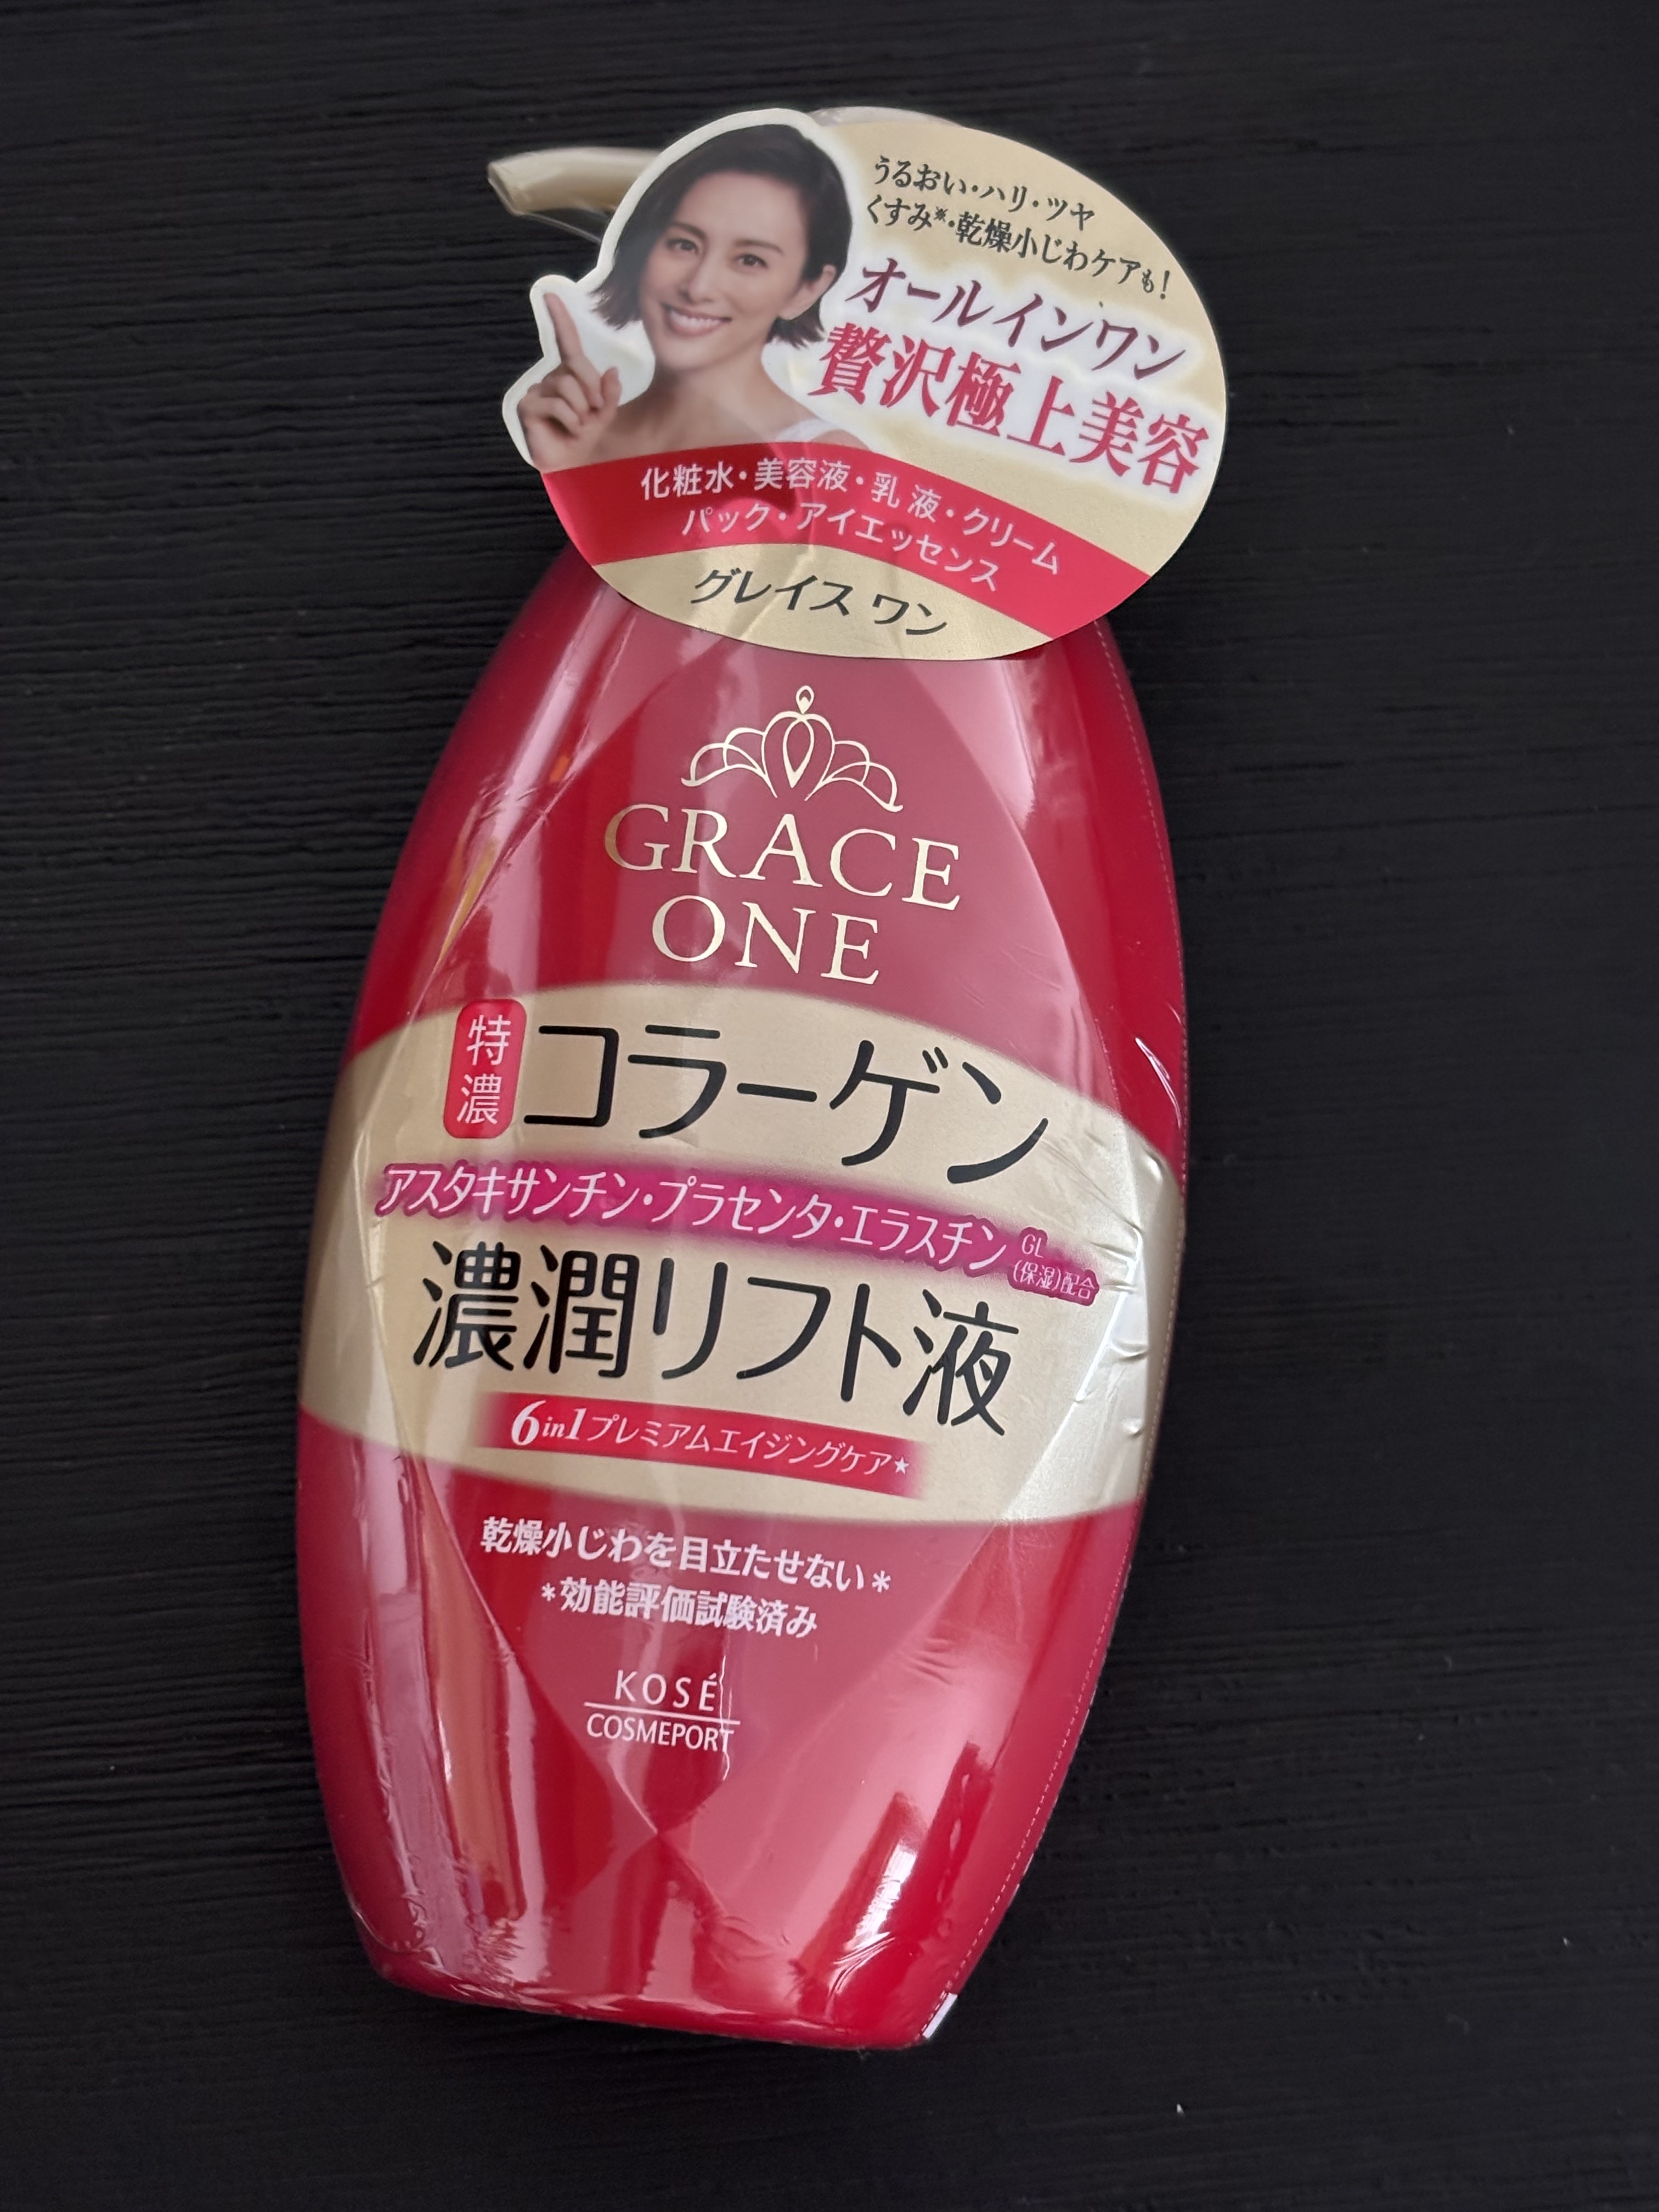 うるおい・ハリ・ツヤ
くすみ※・乾燥小じわケアも!
オールインワン
贅沢極上美容
化粧水・美容液・乳液・クリーム
パック・アイエッセンス
グレイス ワン
GRACE
ONE
特濃 コラーゲン
アスタキサンチン・プラセンタ・エラスチン GL(保湿)配合
濃潤リフト液
6in1プレミアムエイジングケア★
乾燥小じわを目立たせない*
*効能評価試験済み
KOSÉ
COSMEPORT